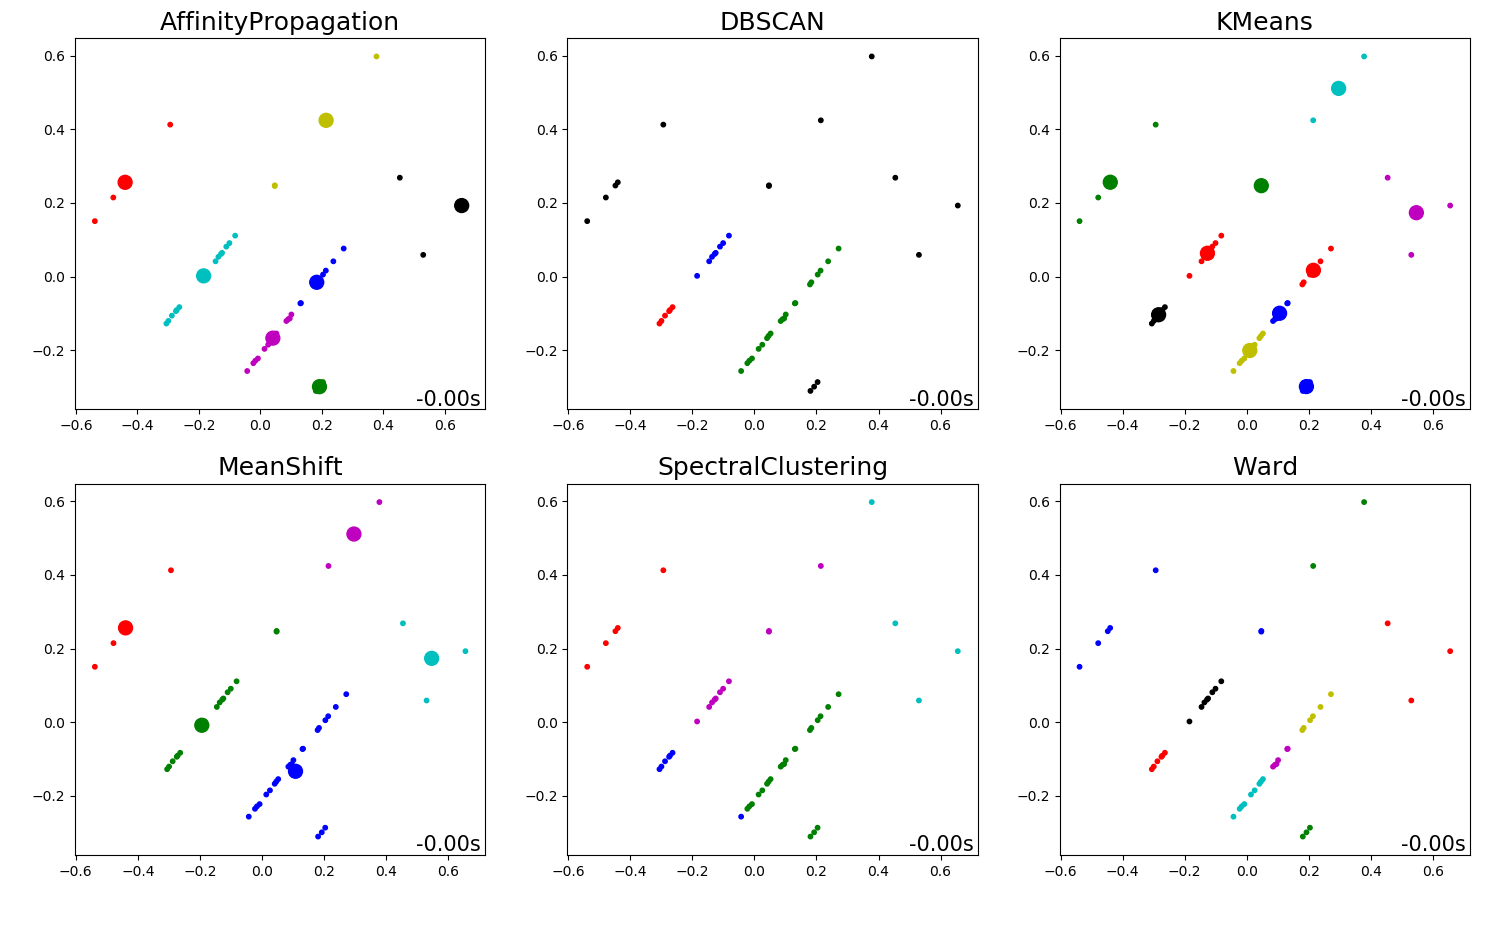 AffinityPropagation DBSCAN KMeans
0.6 0.6 0.6
0.4 0.4 0.4
0.2 0.2 0.2
0.0 0.0 0.0
−0.2 −0.2 −0.2
-0.00s -0.00s -0.00s
−0.6 −0.4 −0.2 0.0 0.2 0.4 0.6 −0.6 −0.4 −0.2 0.0 0.2 0.4 0.6 −0.6 −0.4 −0.2 0.0 0.2 0.4 0.6
MeanShift SpectralClustering Ward
0.6 0.6 0.6
0.4 0.4 0.4
0.2 0.2 0.2
0.0 0.0 0.0
−0.2 −0.2 −0.2
-0.00s -0.00s -0.00s
−0.6 −0.4 −0.2 0.0 0.2 0.4 0.6 −0.6 −0.4 −0.2 0.0 0.2 0.4 0.6 −0.6 −0.4 −0.2 0.0 0.2 0.4 0.6